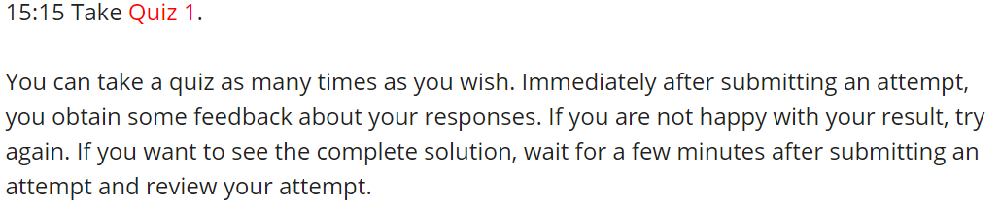 15:15 Take Quiz 1.
You can take a quiz as many times as you wish. Immediately after submitting an attempt,
you obtain some feedback about your responses. If you are not happy with your result, try
again. If you want to see the complete solution, wait for a few minutes after submitting an
attempt and review your attempt.